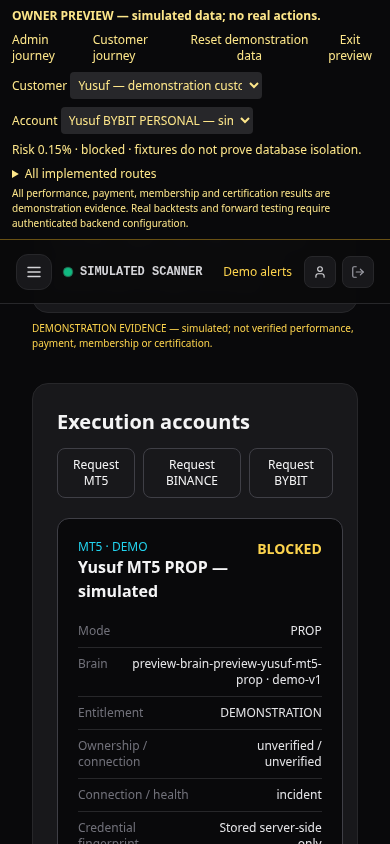 OWNER PREVIEW — simulated data; no real actions.
Admin journey
Customer journey
Reset demonstration data
Exit preview
Customer Yusuf — demonstration custo
Account Yusuf BYBIT PERSONAL — sim
Risk 0.15% · blocked · fixtures do not prove database isolation.
▶ All implemented routes
All performance, payment, membership and certification results are
demonstration evidence. Real backtests and forward testing require
authenticated backend configuration.
SIMULATED SCANNER
Demo alerts
DEMONSTRATION EVIDENCE — simulated; not verified performance,
payment, membership or certification.
Execution accounts
Request MT5
Request BINANCE
Request BYBIT
MT5 · DEMO
BLOCKED
Yusuf MT5 PROP —
simulated
Mode PROP
Brain preview-brain-preview-yusuf-mt5-
prop · demo-v1
Entitlement DEMONSTRATION
Ownership / connection
unverified / unverified
Connection / health incident
Credential fingerprint
Stored server-side only